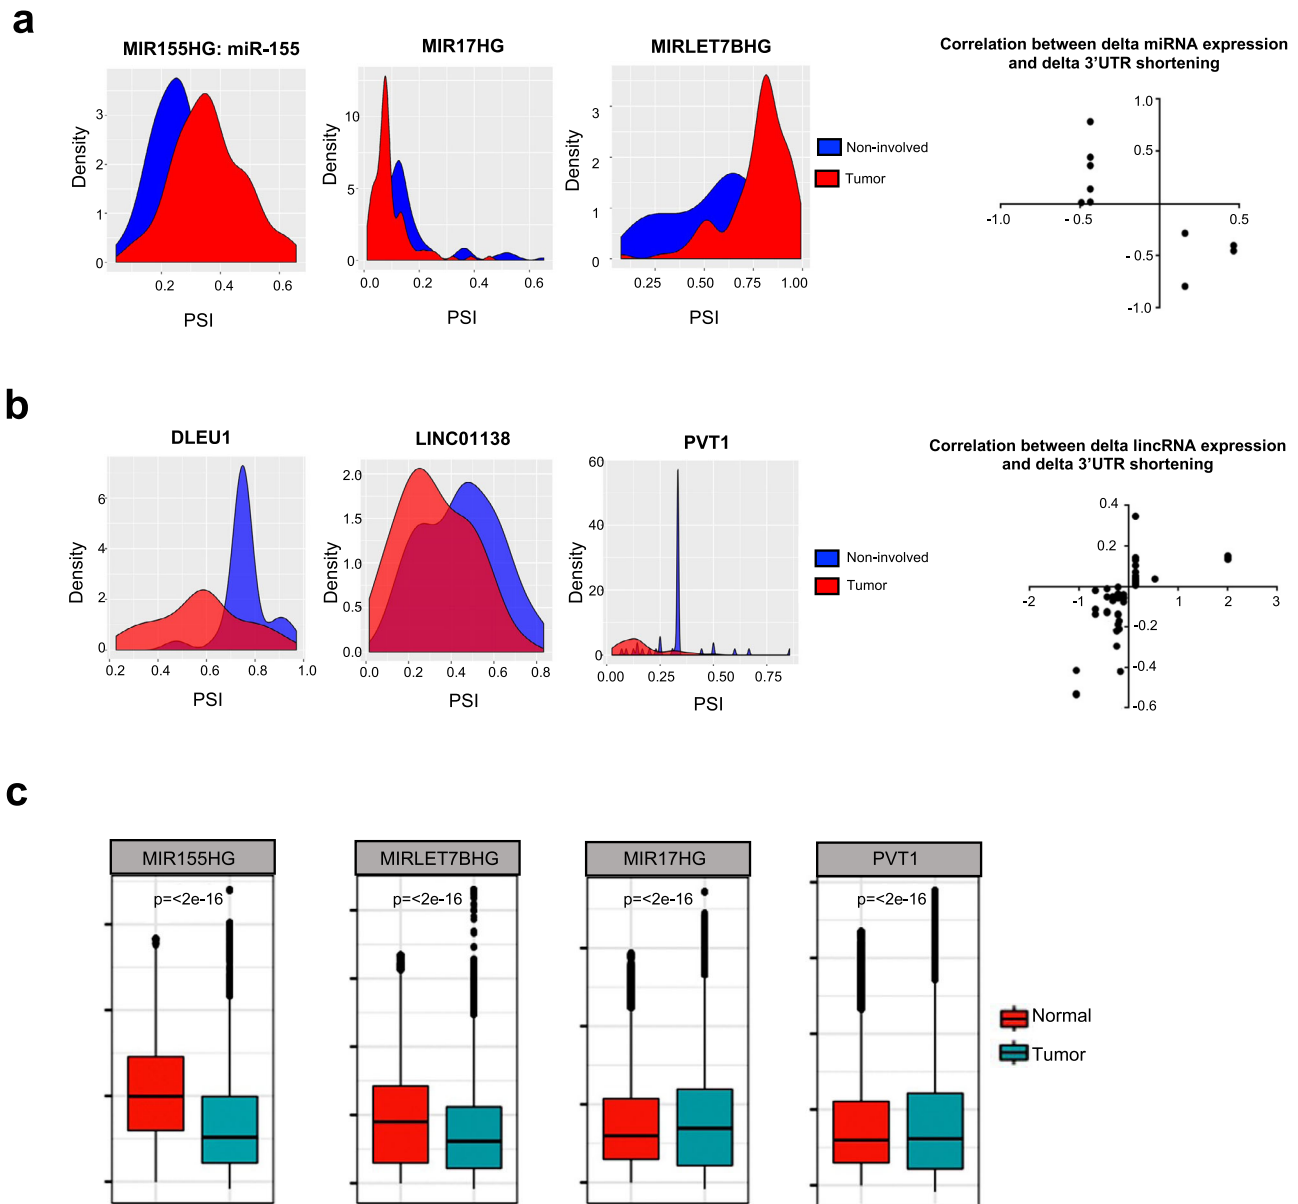 a
MIR155HG: miR-155
MIR17HG
MIRLET7BHG
Correlation between delta miRNA expression
and delta 3'UTR shortening
Density
3
2
1
0
0.2
0.4
0.6
PSI
Density
10
5
0
0.0
0.2
0.4
0.6
PSI
Density
3
2
1
0
0.25
0.50
0.75
1.00
PSI
Non-involved
Tumor
1.0
0.5
-1.0
-0.5
0.5
-0.5
-1.0
b
DLEU1
LINC01138
PVT1
Correlation between delta lincRNA expression
and delta 3'UTR shortening
Density
6
4
2
0
0.2
0.4
0.6
0.8
1.0
PSI
Density
2.0
1.5
1.0
0.5
0.0
0.0
0.2
0.4
0.6
0.8
PSI
Density
60
40
20
0
0.00
0.25
0.50
0.75
PSI
Non-involved
Tumor
0.4
0.2
-2
-1
1
2
3
-0.2
-0.4
-0.6
c
MIR155HG
MIRLET7BHG
MIR17HG
PVT1
p=<2e-16
p=<2e-16
p=<2e-16
p=<2e-16
Normal
Tumor